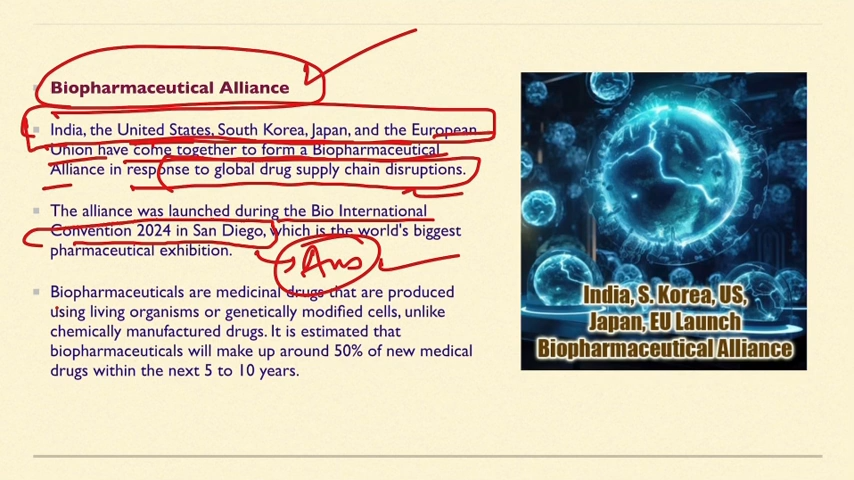 Biopharmaceutical Alliance
India, the United States, South Korea, Japan, and the European
Union have come together to form a Biopharmaceutical
Alliance in response to global drug supply chain disruptions.
The alliance was launched during the Bio International
Convention 2024 in San Diego, which is the world's biggest
pharmaceutical exhibition.
Ans
Biopharmaceuticals are medicinal drugs that are produced
using living organisms or genetically modified cells, unlike
chemically manufactured drugs. It is estimated that
biopharmaceuticals will make up around 50% of new medical
drugs within the next 5 to 10 years.
India, S. Korea, US,
Japan, EU Launch
Biopharmaceutical Alliance